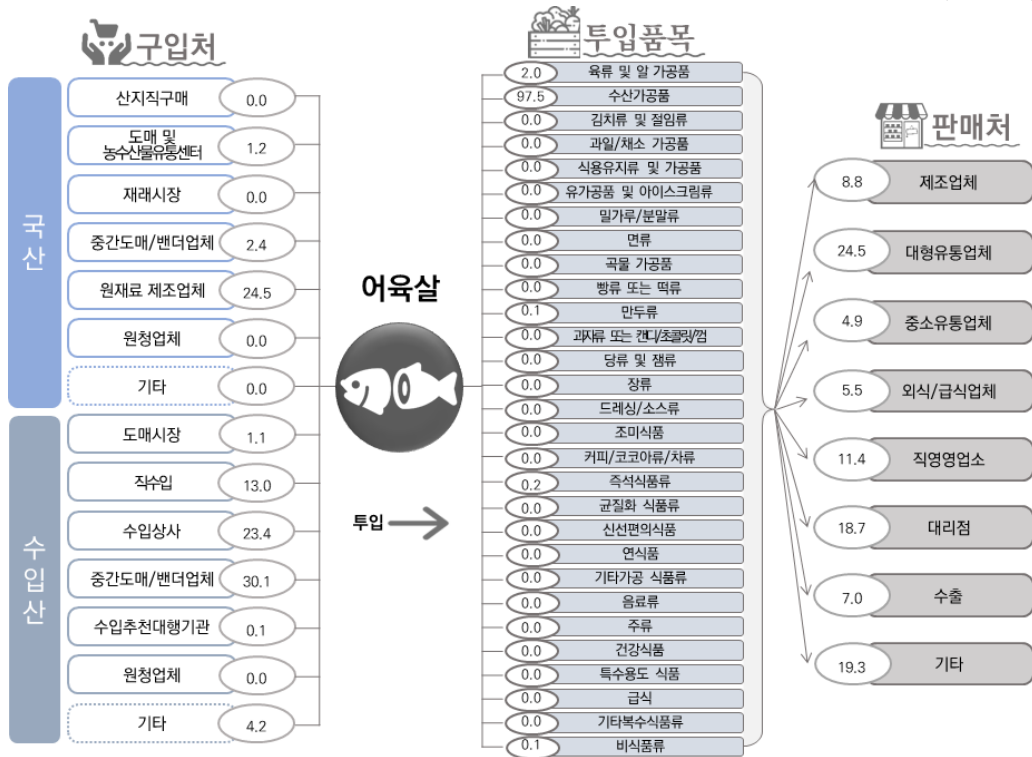 구입처
국산
산지직구매 0.0
도매 및
농수산물유통센터 1.2
재래시장 0.0
중간도매/밴더업체 2.4
원재료 제조업체 24.5
원청업체 0.0
기타 0.0
수입산
도매시장 1.1
직수입 13.0
수입상사 23.4
중간도매/밴더업체 30.1
수입추천대행기관 0.1
원청업체 0.0
기타 4.2
어육살
투입
투입품목
2.0 육류 및 알 가공품
97.5 수산가공품
0.0 김치류 및 절임류
0.0 과일/채소 가공품
0.0 식용유지류 및 가공품
0.0 유가공품 및 아이스크림류
0.0 밀가루/분말류
0.0 면류
0.0 곡물 가공품
0.0 빵류 또는 떡류
0.1 만두류
0.0 과자류 또는 캔디/초콜릿/껌
0.0 당류 및 잼류
0.0 장류
0.0 드레싱/소스류
0.0 조미식품
0.0 커피/코코아류/차류
0.2 즉석식품류
0.0 균질화 식품류
0.0 신선편의식품
0.0 연식품
0.0 기타가공 식품류
0.0 음료류
0.0 주류
0.0 건강식품
0.0 특수용도 식품
0.0 급식
0.0 기타복수식품류
0.1 비식품류
판매처
8.8 제조업체
24.5 대형유통업체
4.9 중소유통업체
5.5 외식/급식업체
11.4 직영영업소
18.7 대리점
7.0 수출
19.3 기타